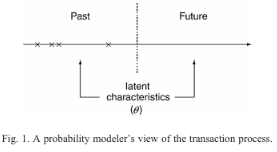 Past
Future
latent
characteristics
(θ)
Fig. 1. A probability modeler's view of the transaction process.